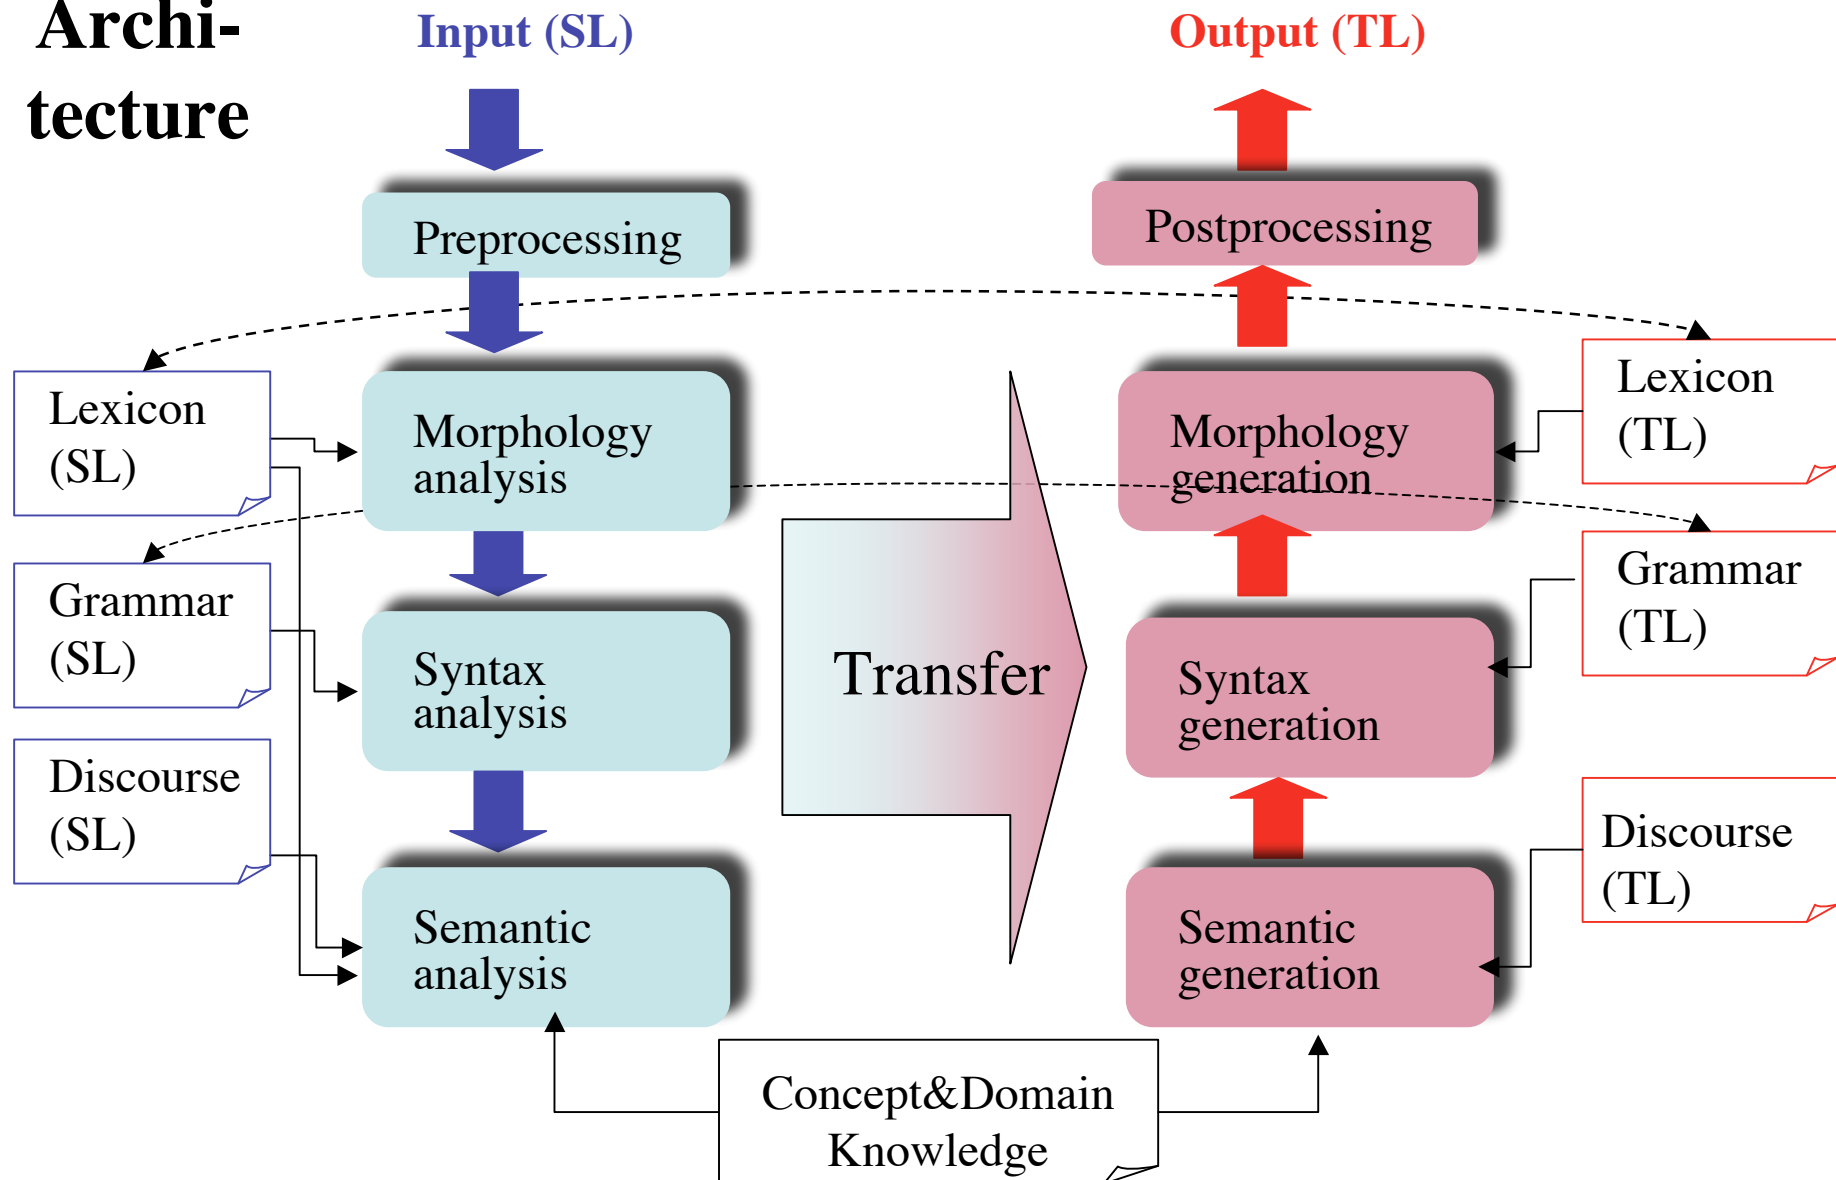 Archi-
tecture
Input (SL)
Output (TL)
Preprocessing
Postprocessing
Lexicon
(SL)
Morphology
analysis
Morphology
generation
Lexicon
(TL)
Grammar
(SL)
Syntax
analysis
Transfer
Syntax
generation
Grammar
(TL)
Discourse
(SL)
Semantic
analysis
Semantic
generation
Discourse
(TL)
Concept&Domain
Knowledge